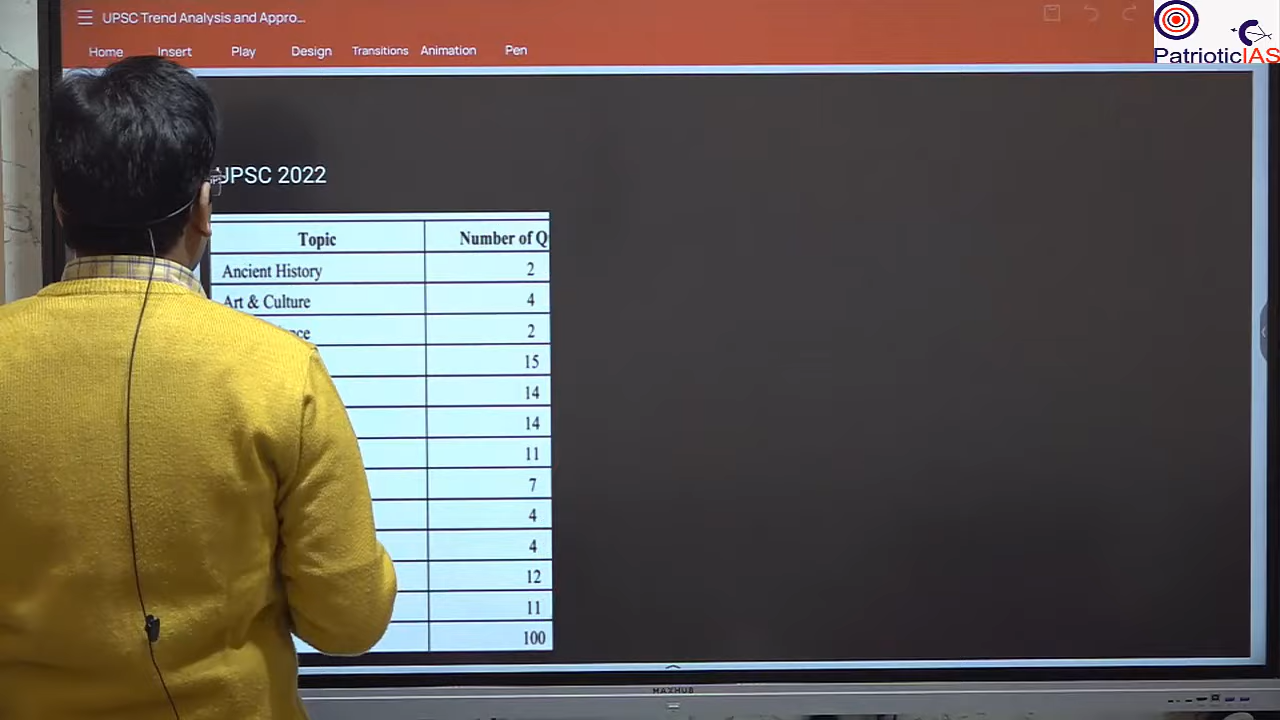 UPSC Trend Analysis and Appro...
PatrioticIAS
Home Insert Play Design Transitions Animation Pen
UPSC 2022
Topic Number of Q
Ancient History 2
Art & Culture 4
2
15
14
14
11
7
4
4
12
11
100
MAXHUB